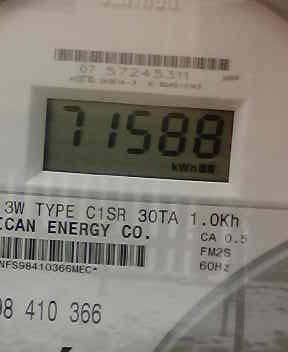 07 57245311
71588
kWh
3W TYPE C1SR 30TA 1.0Kh
ICAN ENERGY CO.
CA 0.5
FM2S
60Hz
NFS98410366MEC*
98 410 366